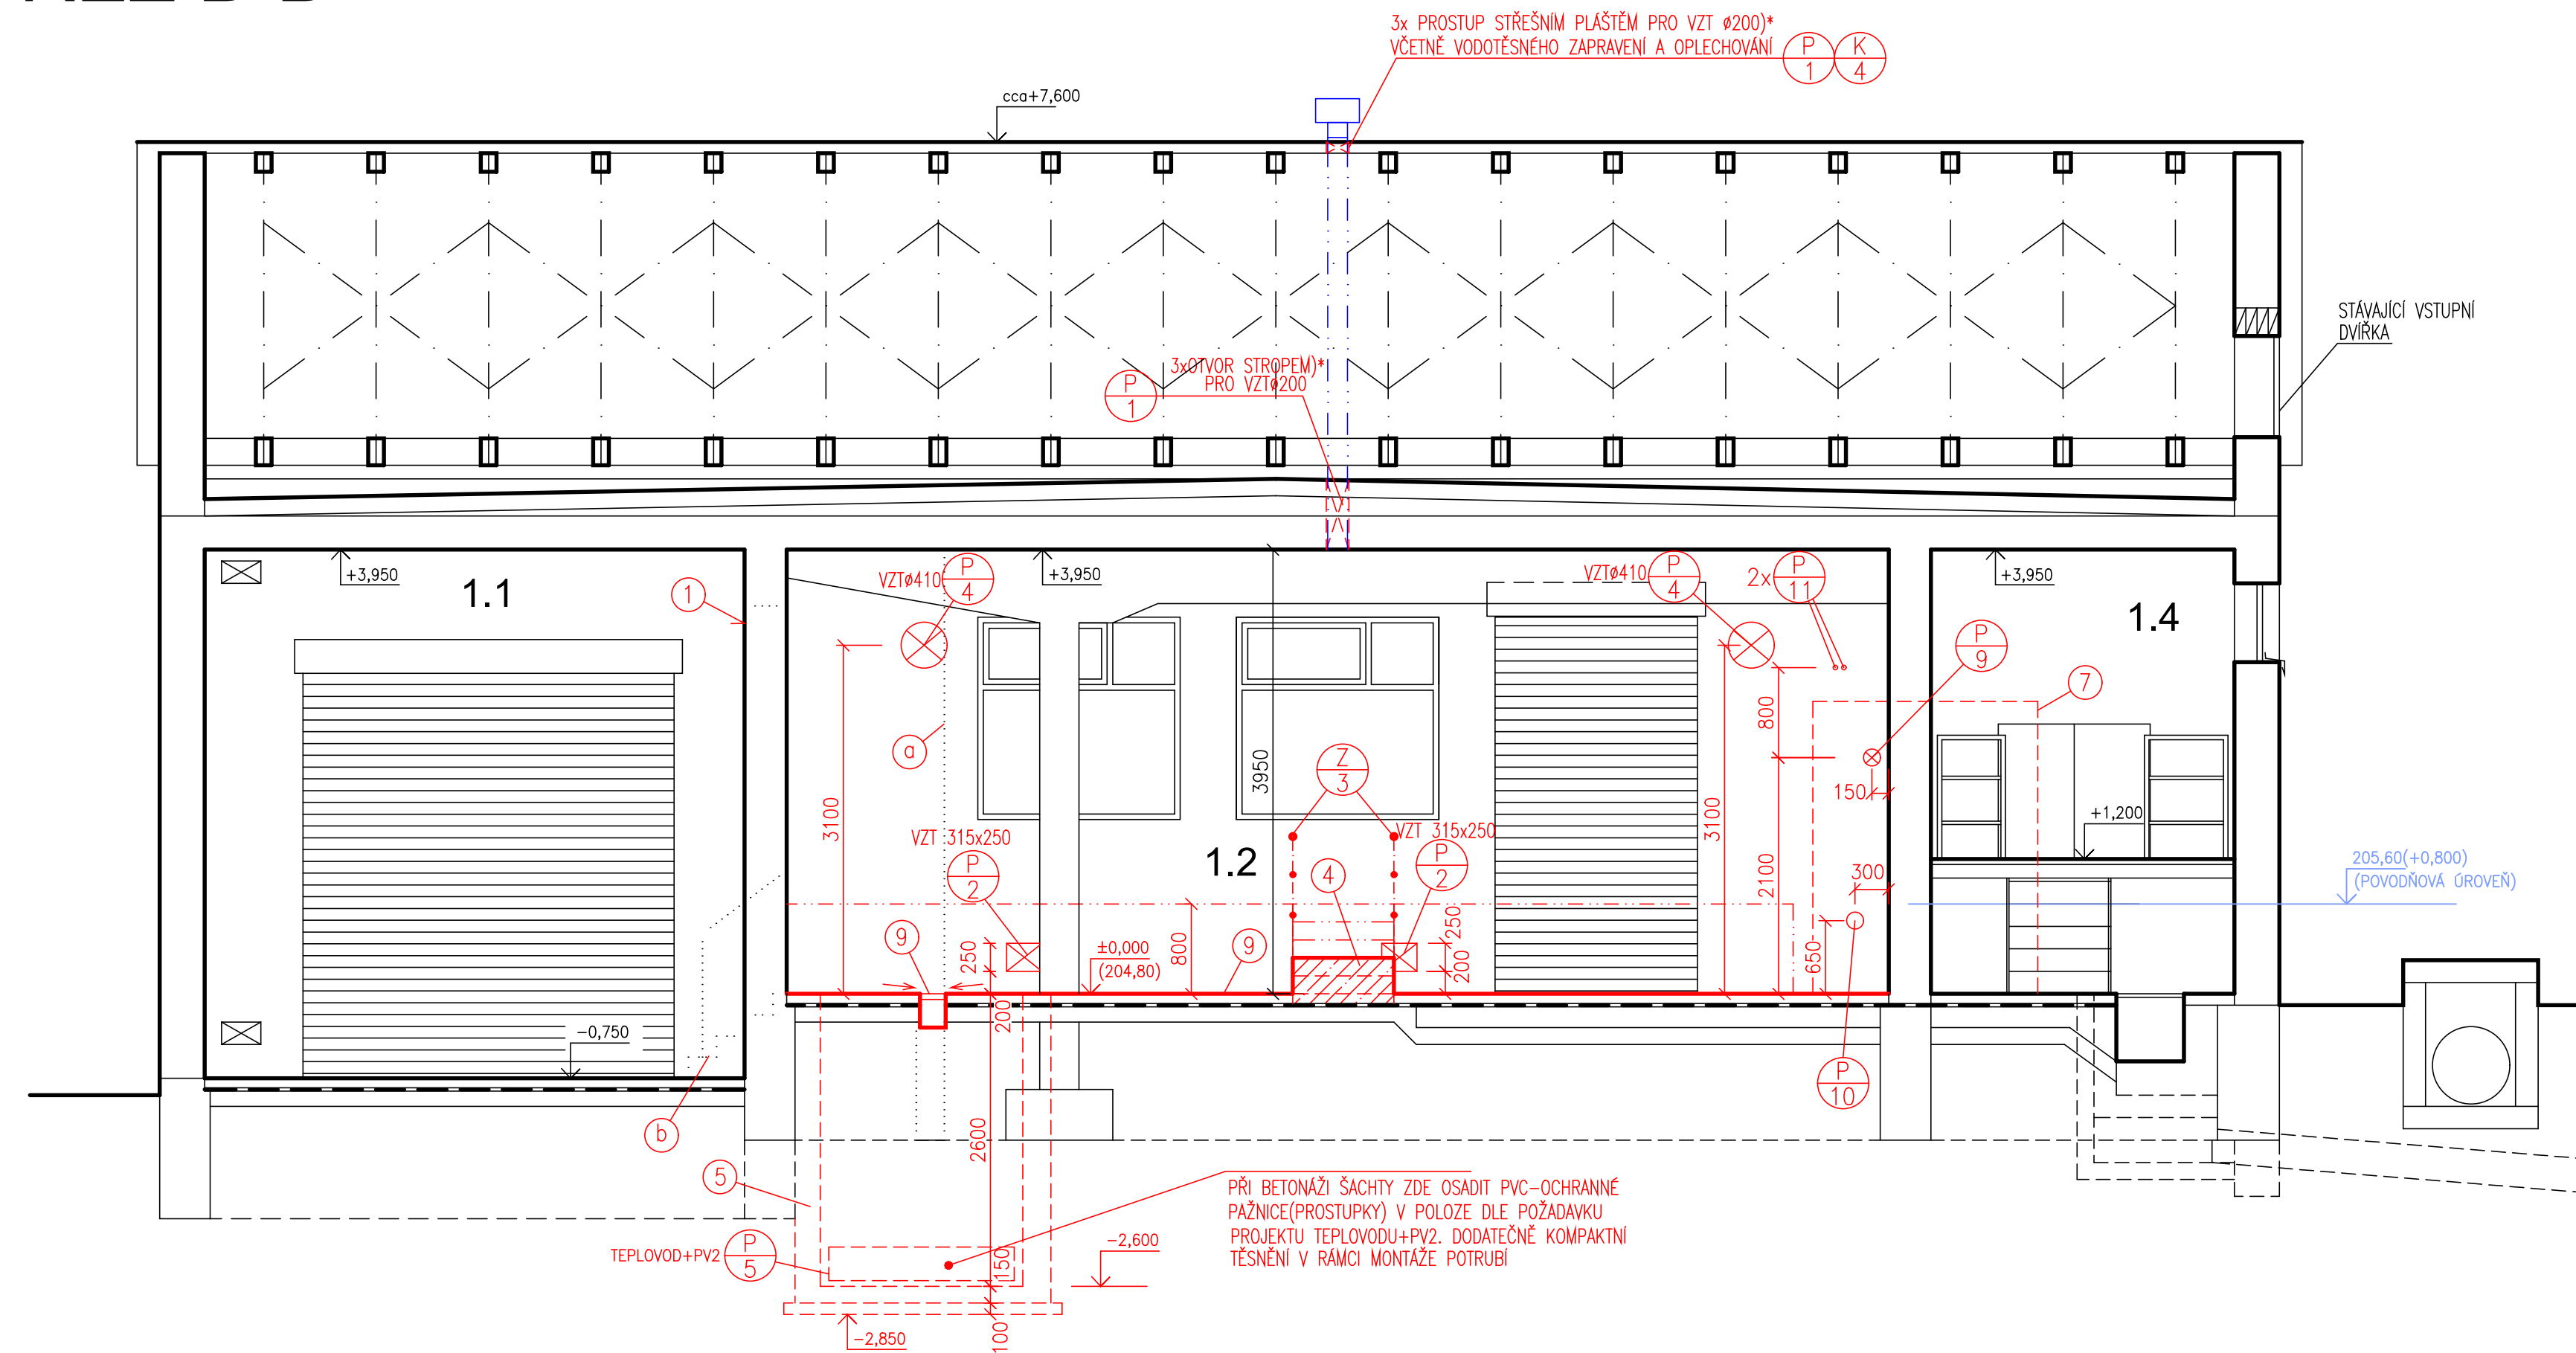 3x PROSTUP STŘEŠNÍM PLÁŠTĚM PRO VZT ø200)*
VČETNĚ VODOTĚSNÉHO ZAPRAVENÍ A OPLECHOVÁNÍ
P
1
K
4
cca+7,600
STÁVAJÍCÍ VSTUPNÍ
DVÍŘKA
3xOTVOR STROPEM)*
PRO VZTø200
P
1
+3,950
1.1
1
VZTø410
P
4
+3,950
VZTø410
P
4
2x
P
11
+3,950
1.4
P
9
7
a
3100
3950
Z
3
3100
800
150
2100
+1,200
VZT 315x250
P
2
1.2
4
VZT 315x250
P
2
300
205,60(+0,800)
(POVODŇOVÁ ÚROVEŇ)
9
250
±0,000
(204,80)
800
9
250
200
650
200
-0,750
b
P
10
2600
5
PŘI BETONÁŽI ŠACHTY ZDE OSADIT PVC-OCHRANNÉ
PAŽNICE(PROSTUPKY) V POLOZE DLE POŽADAVKU
PROJEKTU TEPLOVODU+PV2. DODATEČNĚ KOMPAKTNÍ
TĚSNĚNÍ V RÁMCI MONTÁŽE POTRUBÍ
TEPLOVOD+PV2
P
5
150
-2,600
-2,850
100